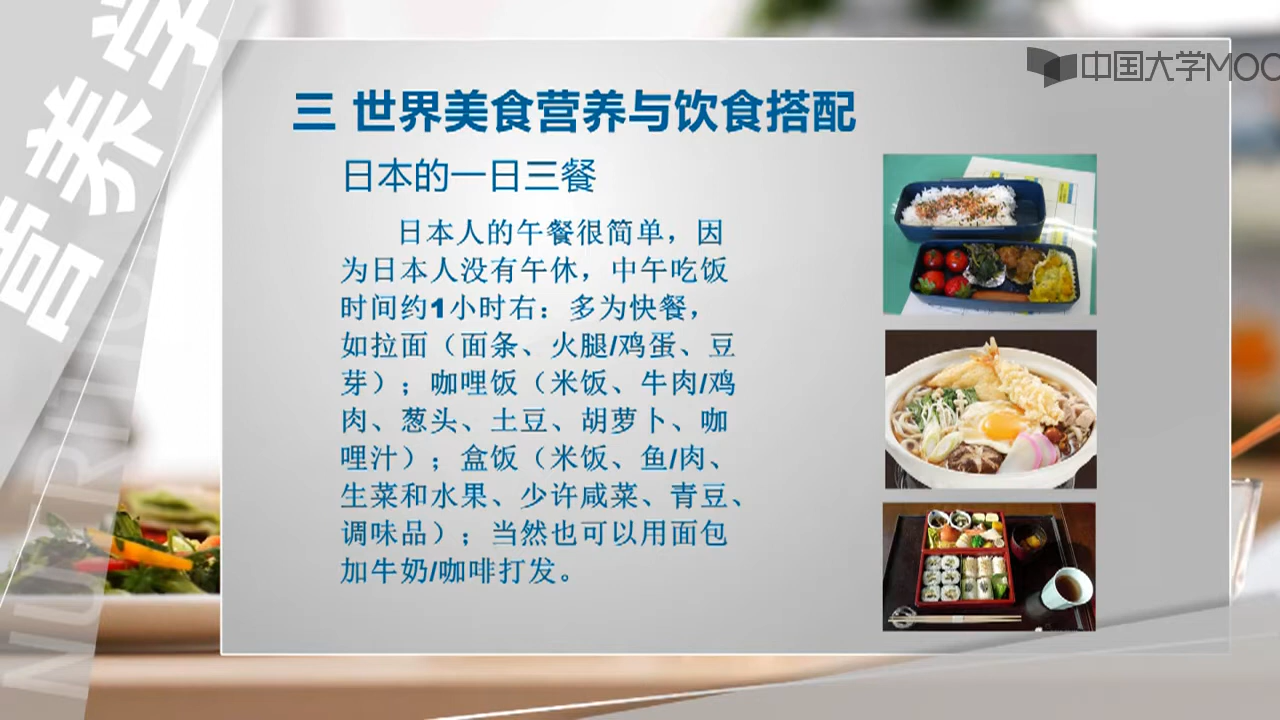 营养学
NUTRITION
中国大学MOOC
三 世界美食营养与饮食搭配
日本的一日三餐
日本人的午餐很简单，因
为日本人没有午休，中午吃饭
时间约1小时右：多为快餐，
如拉面（面条、火腿/鸡蛋、豆
芽）；咖哩饭（米饭、牛肉/鸡
肉、葱头、土豆、胡萝卜、咖
哩汁）；盒饭（米饭、鱼/肉、
生菜和水果、少许咸菜、青豆、
调味品）；当然也可以用面包
加牛奶/咖啡打发。